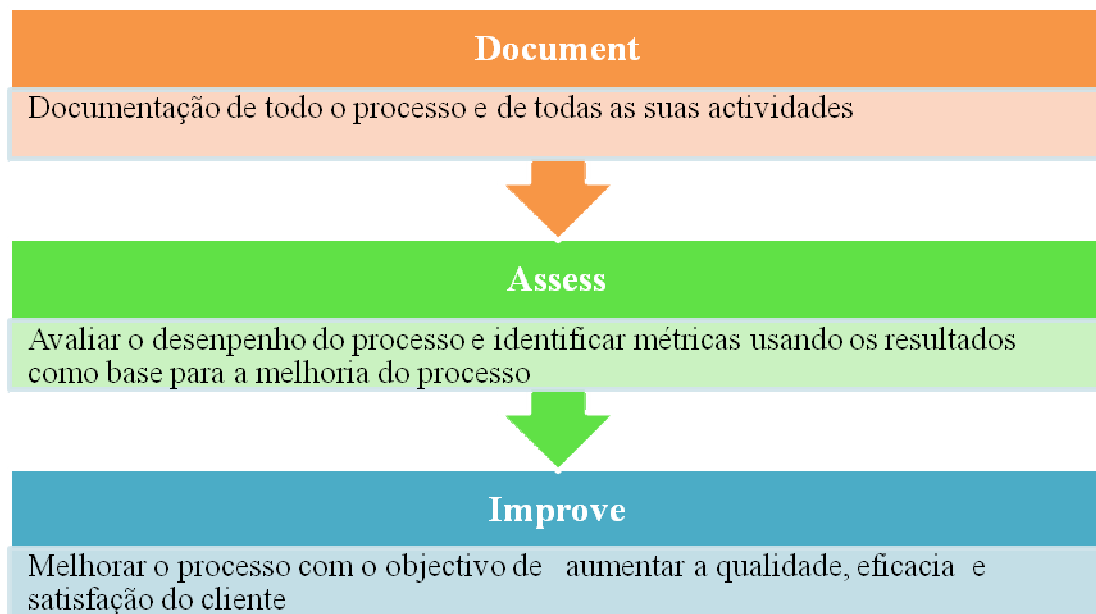 Document
Documentação de todo o processo e de todas as suas actividades
Assess
Avaliar o desenpenho do processo e identificar métricas usando os resultados
como base para a melhoria do processo
Improve
Melhorar o processo com o objectivo de aumentar a qualidade, eficacia e
satisfação do cliente